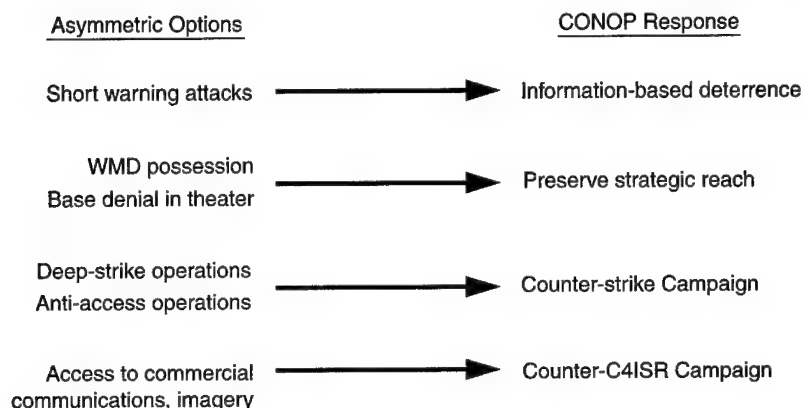 Asymmetric Options
CONOP Response
Short warning attacks
Information-based deterrence
WMD possession
Base denial in theater
Preserve strategic reach
Deep-strike operations
Anti-access operations
Counter-strike Campaign
Access to commercial
communications, imagery
Counter-C4ISR Campaign